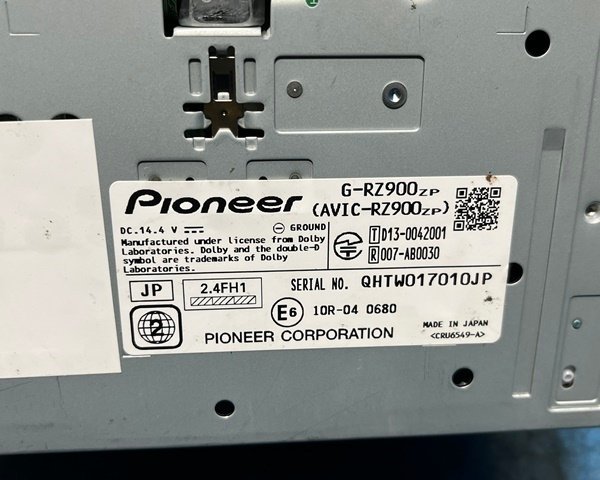 Pioneer
G-RZ900ZP
(AVIC-RZ900ZP)
DC.14.4 V ⎓ ⊖ GROUND
Manufactured under license from Dolby
Laboratories. Dolby and the double-D
symbol are trademarks of Dolby
Laboratories.
T D13-0042001
R 007-AB0030
JP 2.4FH1
SERIAL NO. QHTW017010JP
2
E6 10R-04 0680
PIONEER CORPORATION
MADE IN JAPAN
<CRU6549-A>